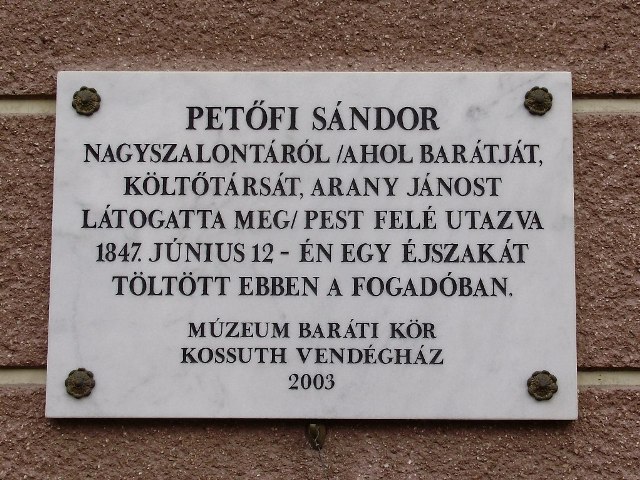 PETŐFI SÁNDOR
NAGYSZALONTÁRÓL /AHOL BARÁTJÁT,
KÖLTŐTÁRSÁT, ARANY JÁNOST
LÁTOGATTA MEG/ PEST FELÉ UTAZVA
1847. JÚNIUS 12 - ÉN EGY ÉJSZAKÁT
TÖLTÖTT EBBEN A FOGADÓBAN.
MÚZEUM BARÁTI KÖR
KOSSUTH VENDÉGHÁZ
2003